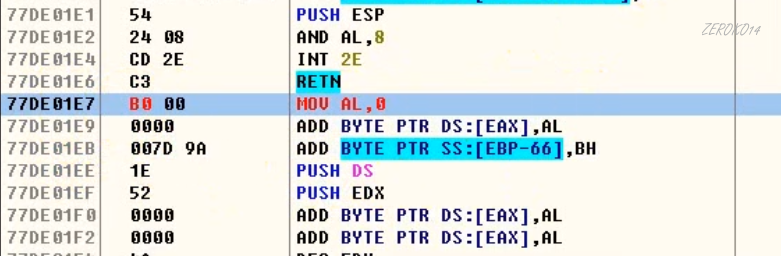 77DE01E1 54 PUSH ESP
77DE01E2 24 08 AND AL,8
77DE01E4 CD 2E INT 2E
77DE01E6 C3 RETN
77DE01E7 B0 00 MOV AL,0
77DE01E9 0000 ADD BYTE PTR DS:[EAX],AL
77DE01EB 007D 9A ADD BYTE PTR SS:[EBP-66],BH
77DE01EE 1E PUSH DS
77DE01EF 52 PUSH EDX
77DE01F0 0000 ADD BYTE PTR DS:[EAX],AL
77DE01F2 0000 ADD BYTE PTR DS:[EAX],AL
ZEROKO14